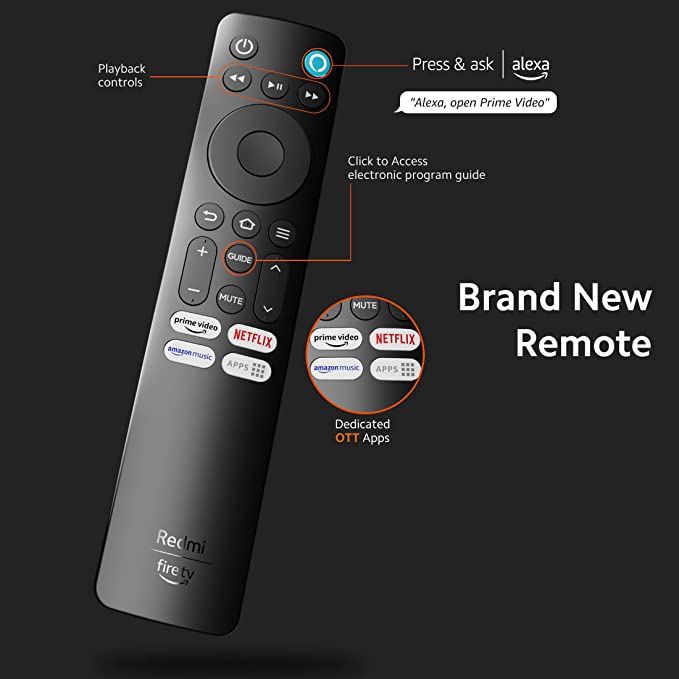 Playback
controls
Press & ask | alexa
"Alexa, open Prime Video"
Click to Access
electronic program guide
GUIDE
MUTE
prime video
NETFLIX
amazon music
APPS
Brand New
Remote
MUTE
prime video
NETFLIX
amazon music
APPS
Dedicated
OTT Apps
Redmi
fire tv